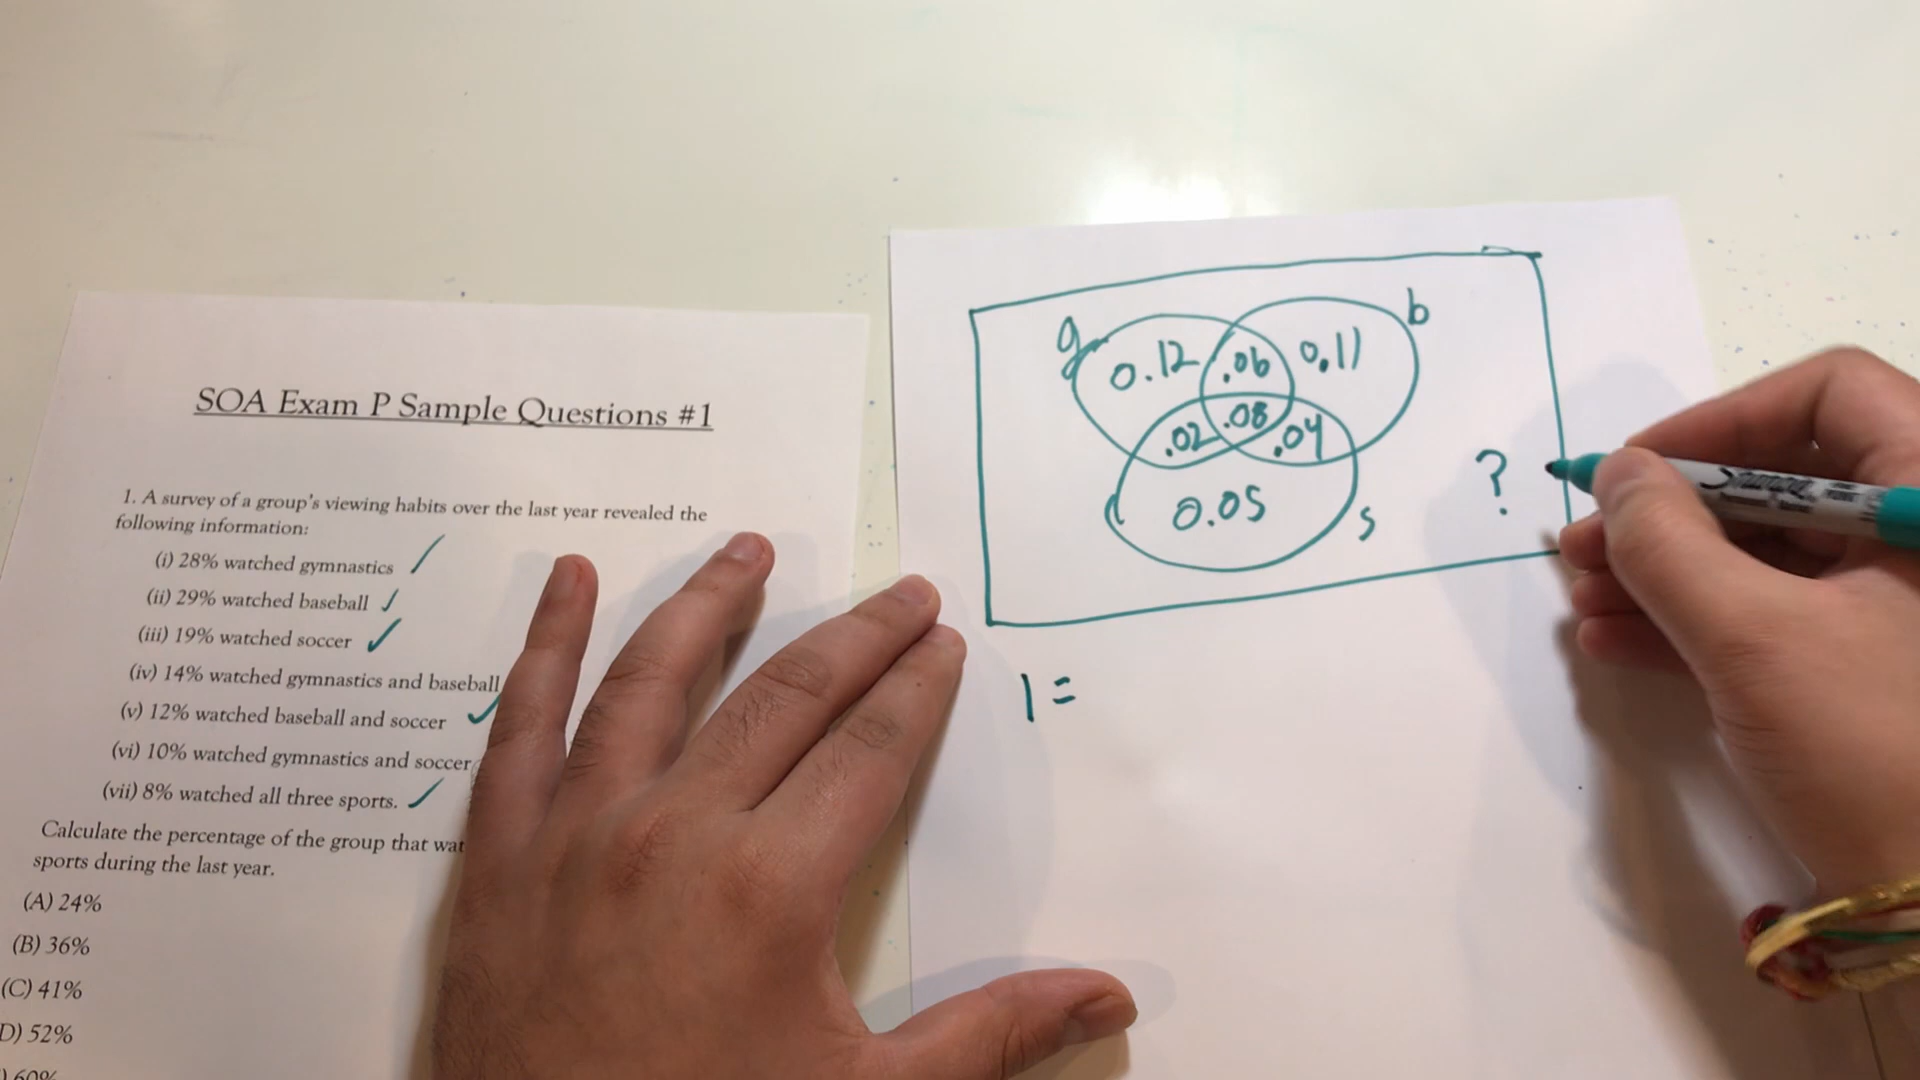 SOA Exam P Sample Questions #1
1. A survey of a group's viewing habits over the last year revealed the
following information:
(i) 28% watched gymnastics
(ii) 29% watched baseball
(iii) 19% watched soccer
(iv) 14% watched gymnastics and baseball
(v) 12% watched baseball and soccer
(vi) 10% watched gymnastics and soccer
(vii) 8% watched all three sports.
Calculate the percentage of the group that
sports during the last year.
(A) 24%
(B) 36%
(C) 41%
D) 52%
g
b
0.12 .06 0.11
.02 .08 .04
0.05
s
?
1 =